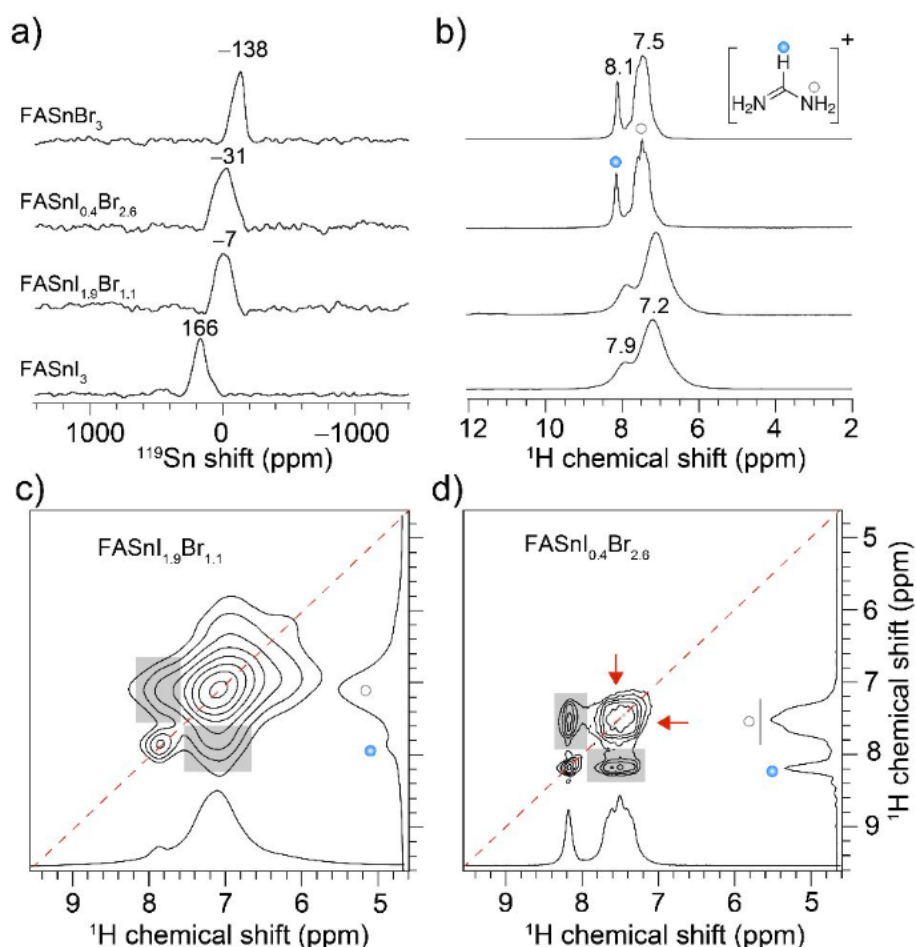 a)
−138
FASnBr3
−31
FASnI0.4Br2.6
−7
FASnI1.9Br1.1
166
FASnI3
1000 0 −1000
119Sn shift (ppm)
b)
7.5
8.1
H
+
H2N NH2
7.2
7.9
12 10 8 6 4 2
1H chemical shift (ppm)
c)
FASnI1.9Br1.1
9 8 7 6 5
1H chemical shift (ppm)
d)
FASnI0.4Br2.6
5
6
7
8
9
1H chemical shift (ppm)
9 8 7 6 5
1H chemical shift (ppm)